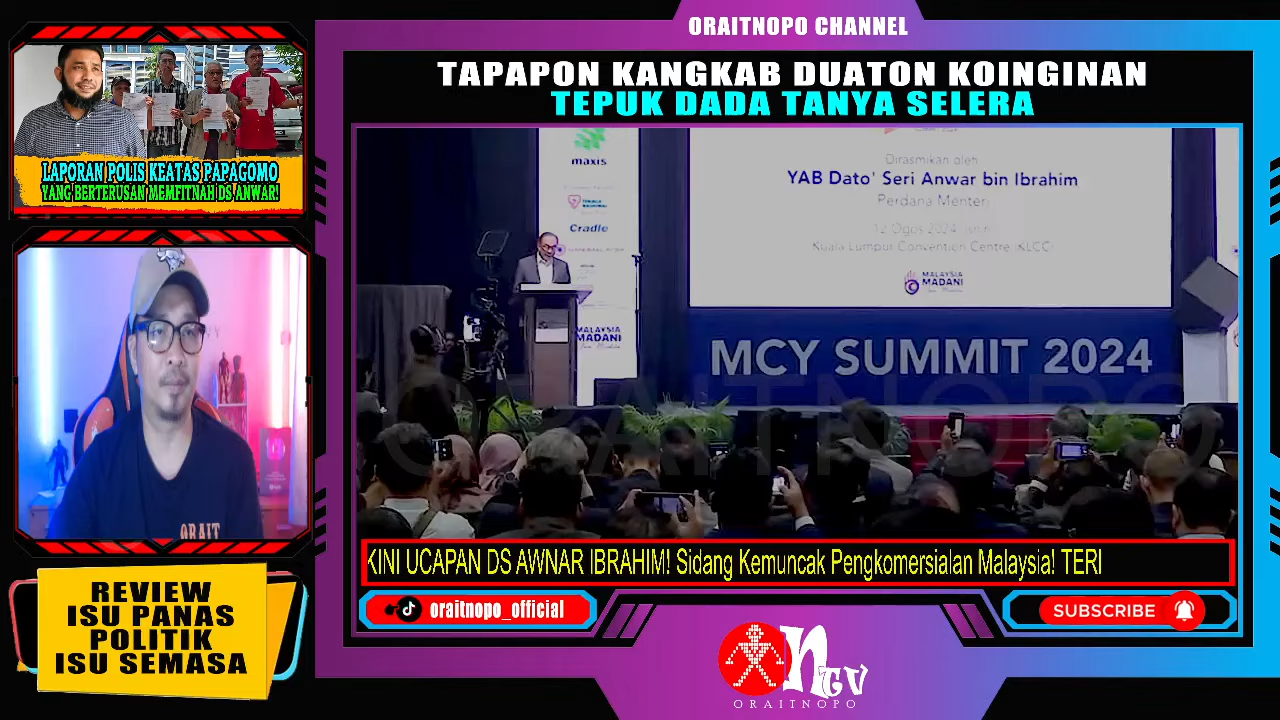 ORAITNOPO CHANNEL
TAPAPON KANGKAB DUATON KOINGINAN
TEPUK DADA TANYA SELERA
LAPORAN POLIS KEATAS PAPAGOMO
YANG BERTERUSAN MEMFITNAH DS ANWAR!
maxis
Cradle
MALAYSIA
MADANI
Dirasmikan oleh
YAB Dato' Seri Anwar bin Ibrahim
Perdana Menteri
12 Ogos 2024
Kuala Lumpur Convention Centre (KLCC)
MALAYSIA
MADANI
MCY SUMMIT 2024
ORAITNOPO
ORAIT
KINI UCAPAN DS AWNAR IBRAHIM! Sidang Kemuncak Pengkomersialan Malaysia! TERI
REVIEW
ISU PANAS
POLITIK
ISU SEMASA
oraitnopo_official
SUBSCRIBE
On
TV
ORAITNOPO